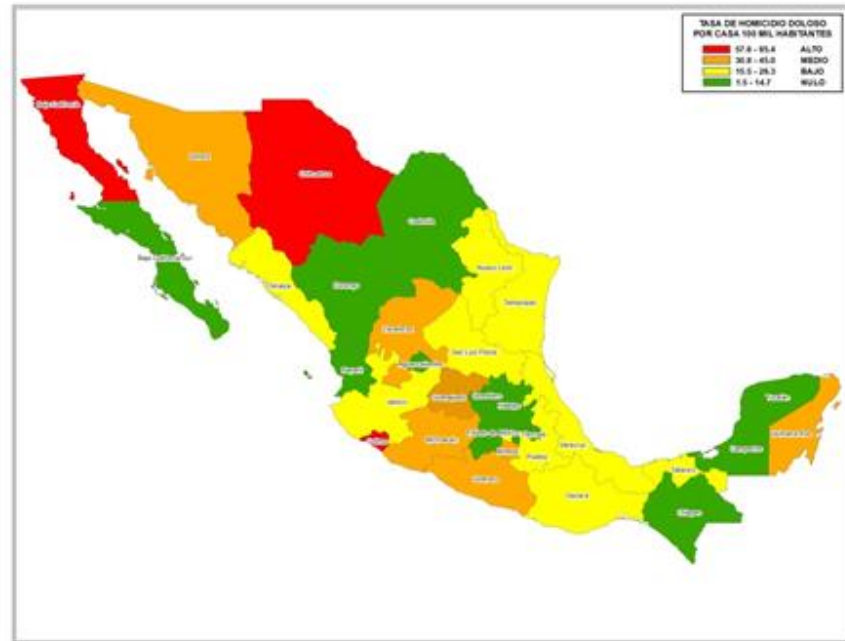 TASA DE HOMICIDIO DOLOSO
POR CASA 100 MIL HABITANTES
57.6 - 65.4 ALTO
30.8 - 45.0 MEDIO
15.5 - 26.3 BAJO
1.5 - 14.7 NULO
Baja California
Sonora
Chihuahua
Coahuila
Baja California Sur
Nuevo León
Sinaloa
Durango
Tamaulipas
Zacatecas
San Luis Potosí
Nayarit
Aguascalientes
Yucatán
Guanajuato
Querétaro
Hidalgo
Jalisco
Quintana Roo
Campeche
Michoacán
Veracruz
Puebla
Tabasco
Guerrero
Oaxaca
Chiapas